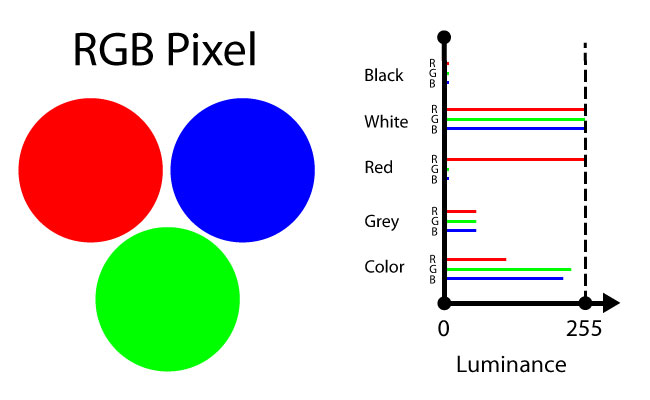 RGB Pixel
Black
R
G
B
White
R
G
B
Red
R
G
B
Grey
R
G
B
Color
R
G
B
0
255
Luminance